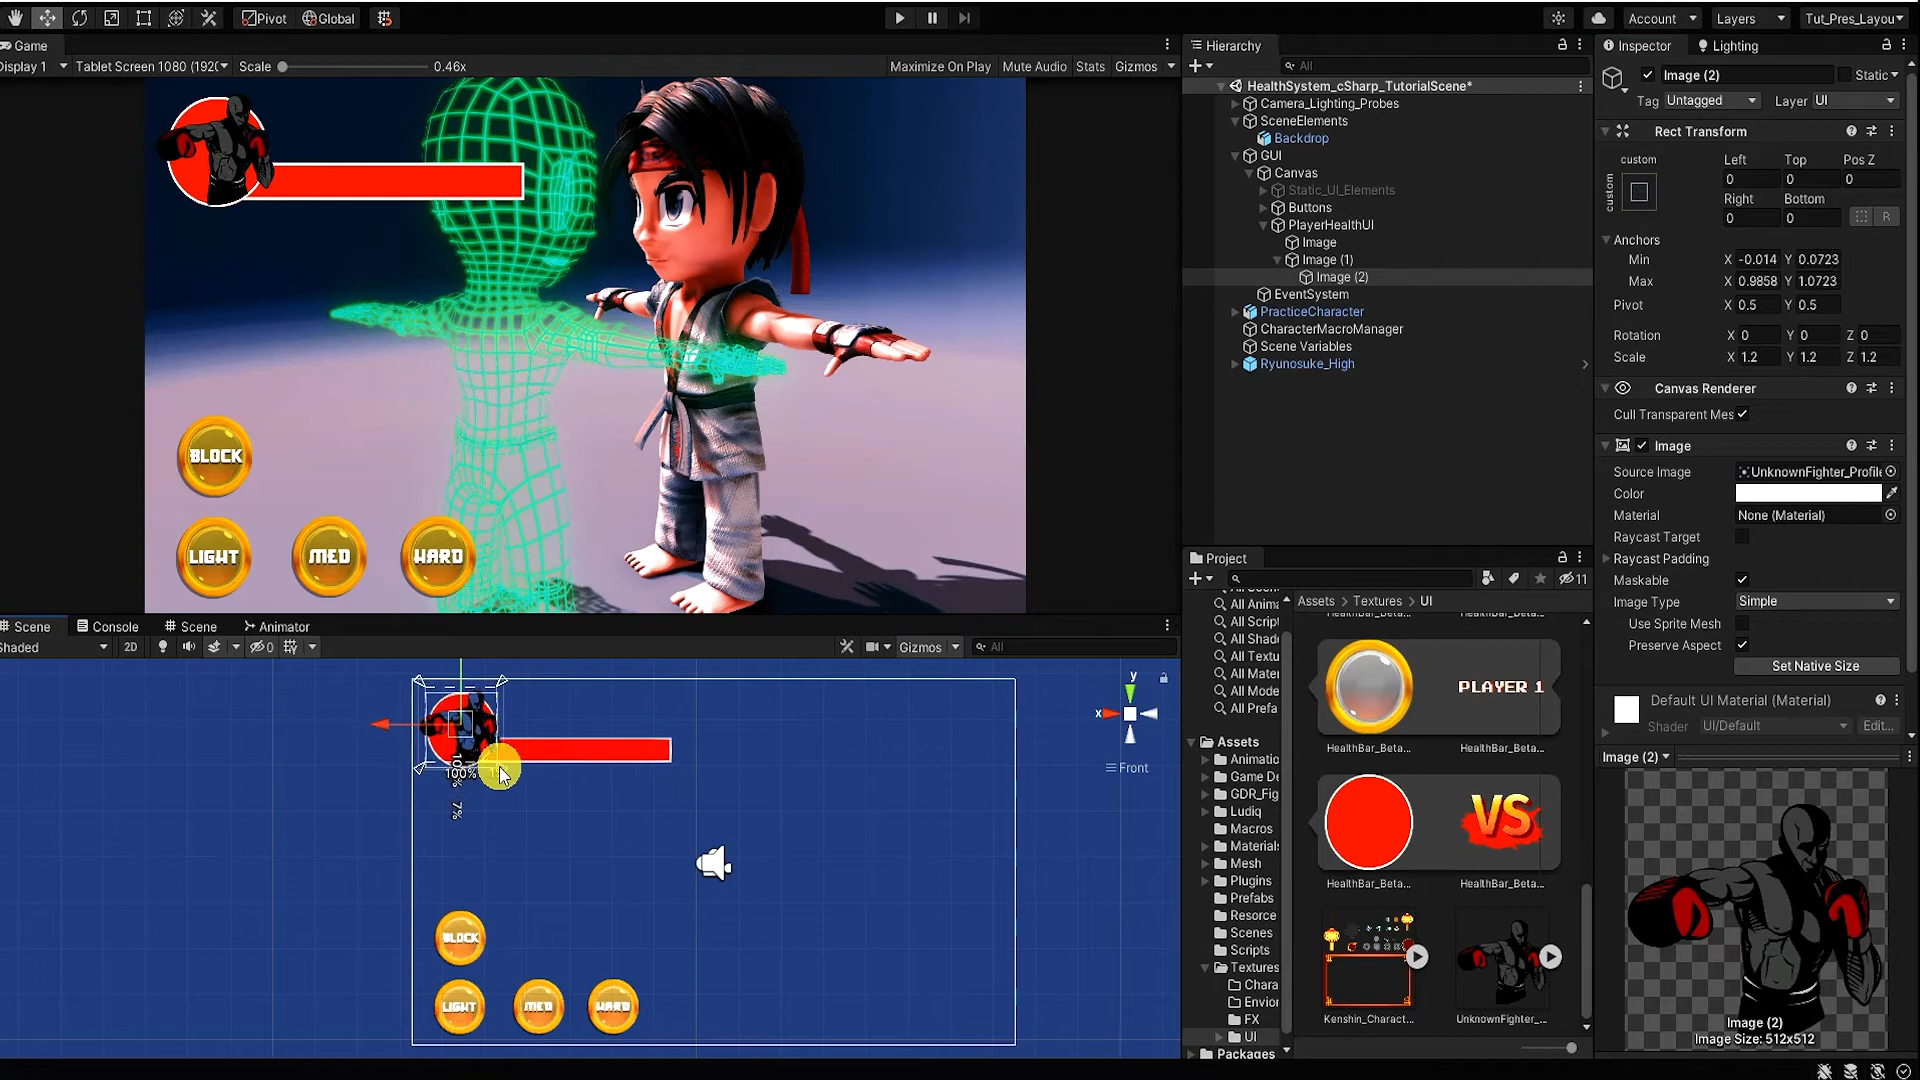 Pivot Global Account Layers Tut_Pres_Layou
Game
Display 1 Tablet Screen 1080 (192( Scale 0.46x Maximize On Play Mute Audio Stats Gizmos
BLOCK
LIGHT MED HARD
Scene Console Scene Animator
Shaded 2D 0 Gizmos All
y
x
Front
100%
100%
7%
BLOCK
LIGHT MED HARD
Hierarchy
All
HealthSystem_cSharp_TutorialScene*
Camera_Lighting_Probes
SceneElements
Backdrop
GUI
Canvas
Static_UI_Elements
Buttons
PlayerHealthUI
Image
Image (1)
Image (2)
EventSystem
PracticeCharacter
CharacterMacroManager
Scene Variables
Ryunosuke_High
Project
11
All Anima
All Script
All Shade
All Textu
All Mater
All Mode
All Prefa
Assets
Animatio
Game De
GDR_Fig
Ludiq
Macros
Materials
Mesh
Plugins
Prefabs
Resorce
Scenes
Scripts
Textures
Chara
Envior
FX
UI
Packages
Assets > Textures > UI
HealthBar_Beta... HealthBar_Beta...
PLAYER 1
HealthBar_Beta... HealthBar_Beta...
VS
HealthBar_Beta... HealthBar_Beta...
Kenshin_Charact... UnknownFighter_...
Inspector Lighting
Image (2) Static
Tag Untagged Layer UI
Rect Transform
custom Left Top Pos Z
custom 0 0 0
Right Bottom
0 0 R
Anchors
Min X -0.014 Y 0.0723
Max X 0.9858 Y 1.0723
Pivot X 0.5 Y 0.5
Rotation X 0 Y 0 Z 0
Scale X 1.2 Y 1.2 Z 1.2
Canvas Renderer
Cull Transparent Mes
Image
Source Image UnknownFighter_Profile
Color
Material None (Material)
Raycast Target
Raycast Padding
Maskable
Image Type Simple
Use Sprite Mesh
Preserve Aspect
Set Native Size
Default UI Material (Material)
Shader UI/Default Edit...
Image (2)
Image (2)
Image Size: 512x512